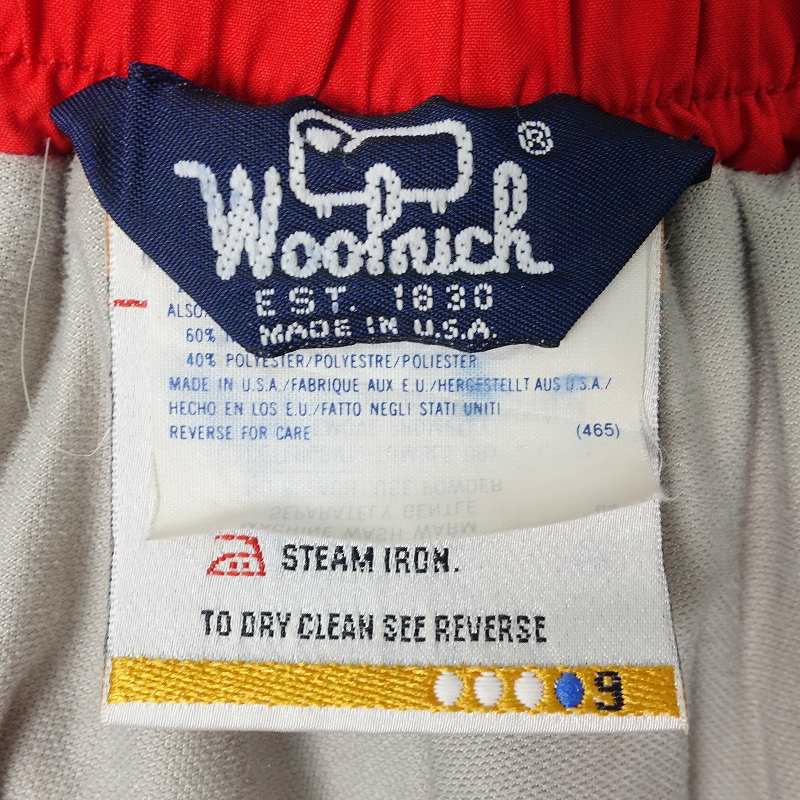 ®
Woolrich
EST. 1830
MADE IN U.S.A.
ALSO
60%
40% POLYESTER/POLYESTRE/POLIESTER
MADE IN U.S.A./FABRIQUE AUX E.U./HERGESTELLT AUS U.S.A./
HECHO EN LOS E.U./FATTO NEGLI STATI UNITI
REVERSE FOR CARE (465)
STEAM IRON.
TO DRY CLEAN SEE REVERSE
9